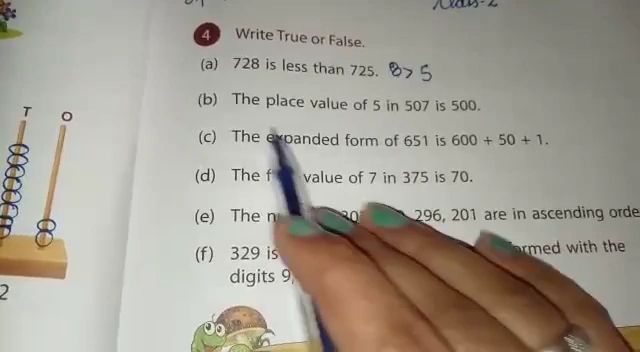 4 Write True or False.
(a) 728 is less than 725. 8 > 5
(b) The place value of 5 in 507 is 500.
(c) The expanded form of 651 is 600 + 50 + 1.
(d) The value of 7 in 375 is 70.
(e) The 296, 201 are in ascending
(f) 329 is with the
digits 9,
T O
2